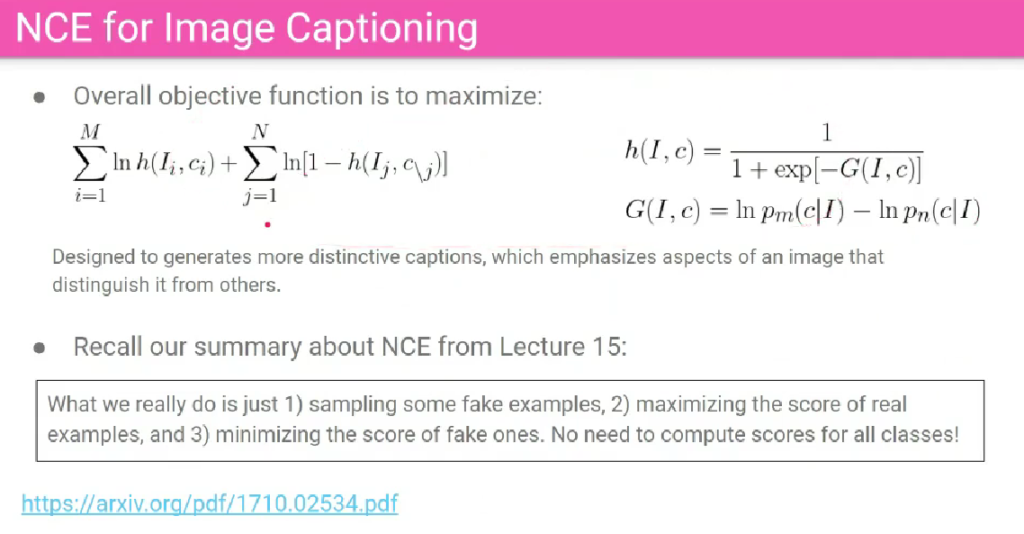 NCE for Image Captioning
● Overall objective function is to maximize:
$\sum_{i=1}^{M} \ln h(I_i, c_i) + \sum_{j=1}^{N} \ln[1 - h(I_j, c_{\backslash j})]$
$h(I, c) = \frac{1}{1 + \exp[-G(I, c)]}$
$G(I, c) = \ln p_m(c|I) - \ln p_n(c|I)$
Designed to generates more distinctive captions, which emphasizes aspects of an image that
distinguish it from others.
● Recall our summary about NCE from Lecture 15:
What we really do is just 1) sampling some fake examples, 2) maximizing the score of real
examples, and 3) minimizing the score of fake ones. No need to compute scores for all classes!
https://arxiv.org/pdf/1710.02534.pdf